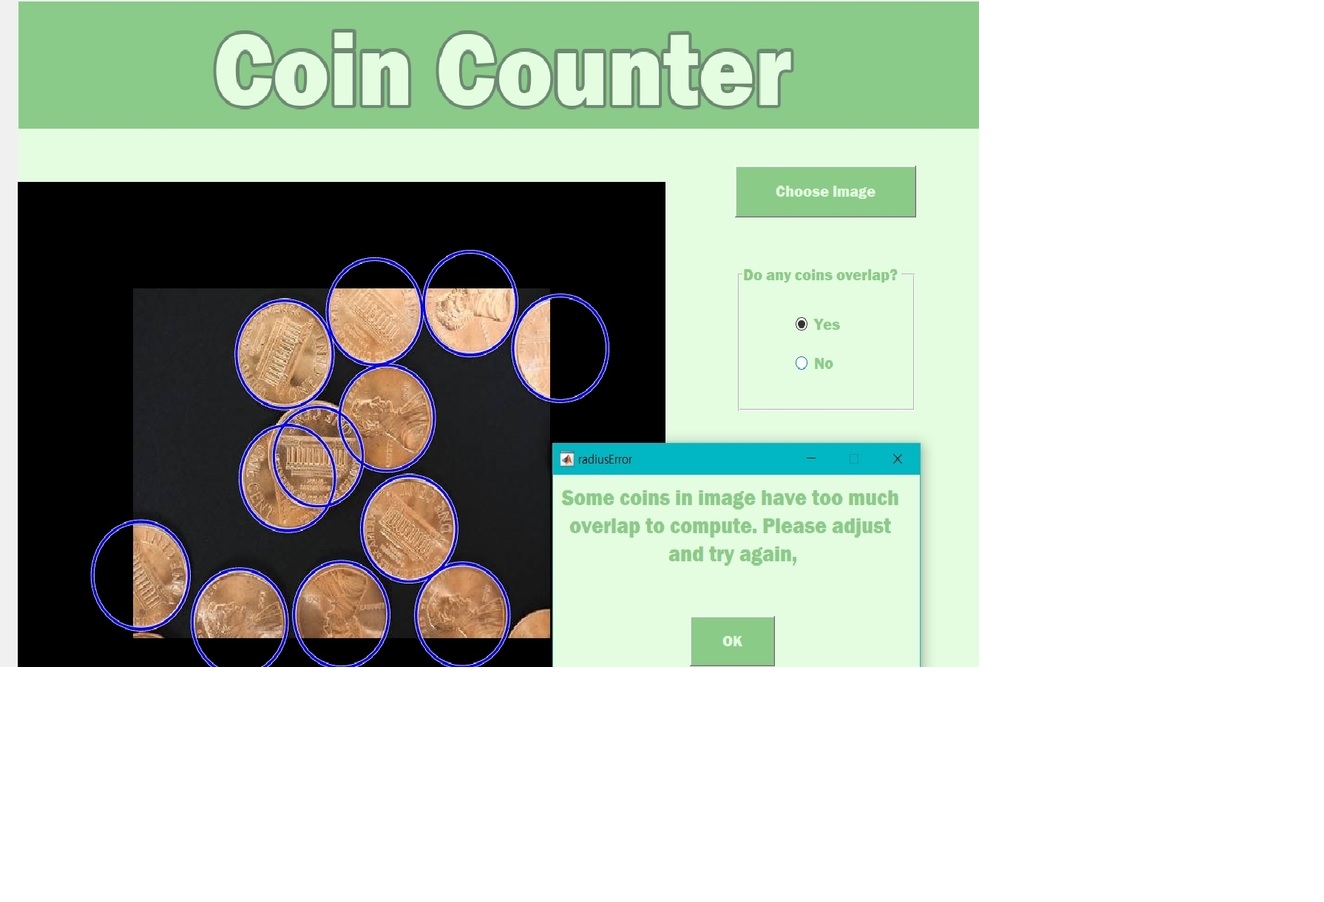 Coin Counter
Choose Image
Do any coins overlap?
Yes
No
radiusError
Some coins in image have too much
overlap to compute. Please adjust
and try again,
OK